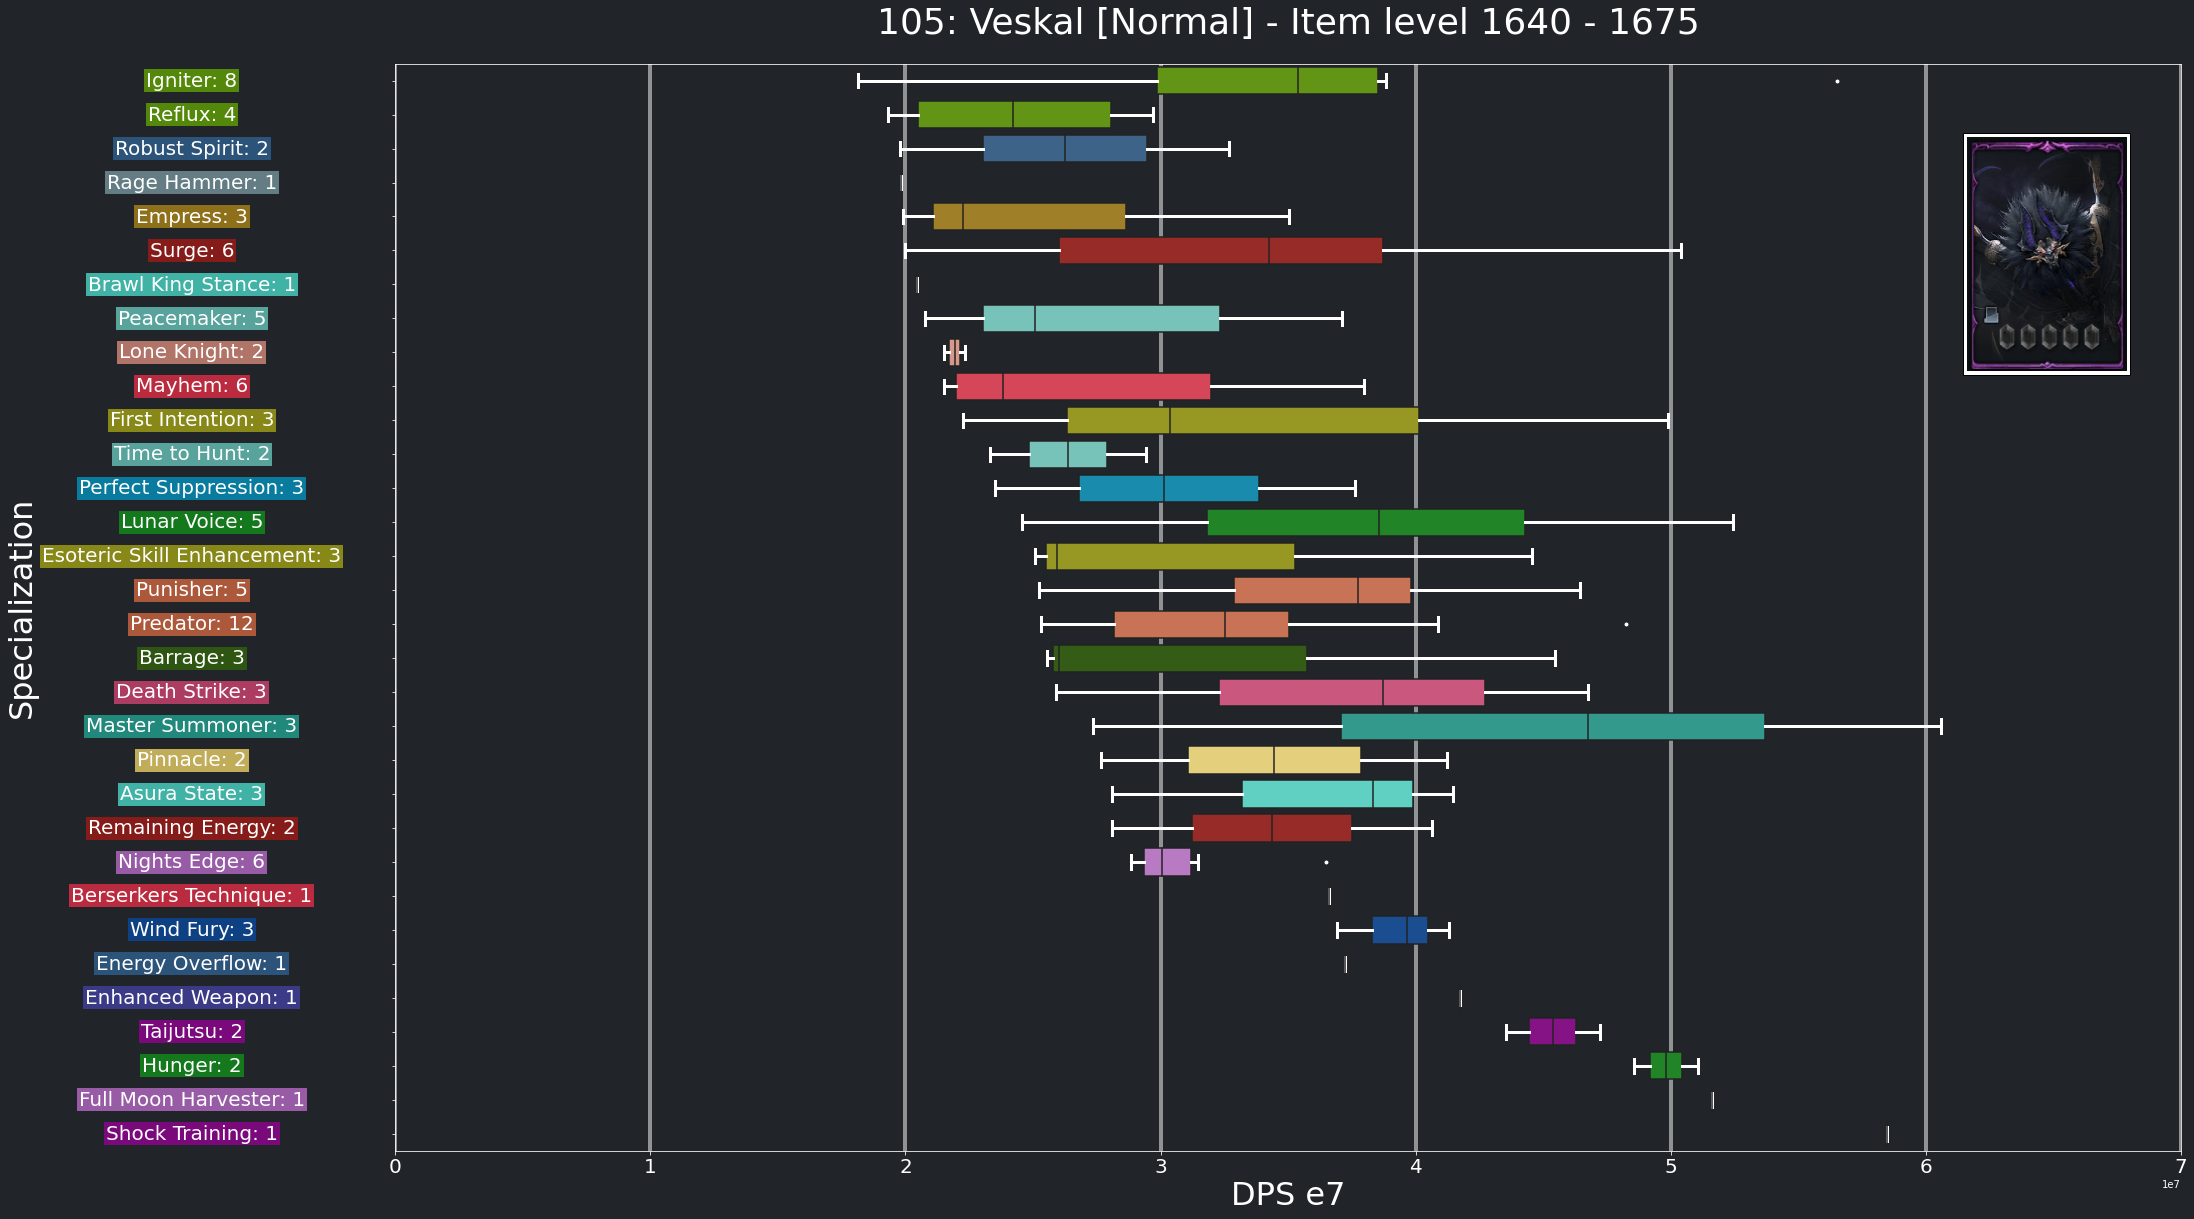 105: Veskal [Normal] - Item level 1640 - 1675
Igniter: 8
Reflux: 4
Robust Spirit: 2
Rage Hammer: 1
Empress: 3
Surge: 6
Brawl King Stance: 1
Peacemaker: 5
Lone Knight: 2
Mayhem: 6
First Intention: 3
Time to Hunt: 2
Perfect Suppression: 3
Lunar Voice: 5
Esoteric Skill Enhancement: 3
Punisher: 5
Predator: 12
Barrage: 3
Death Strike: 3
Master Summoner: 3
Pinnacle: 2
Asura State: 3
Remaining Energy: 2
Nights Edge: 6
Berserkers Technique: 1
Wind Fury: 3
Energy Overflow: 1
Enhanced Weapon: 1
Taijutsu: 2
Hunger: 2
Full Moon Harvester: 1
Shock Training: 1
Specialization
0 1 2 3 4 5 6 7
1e7
DPS e7